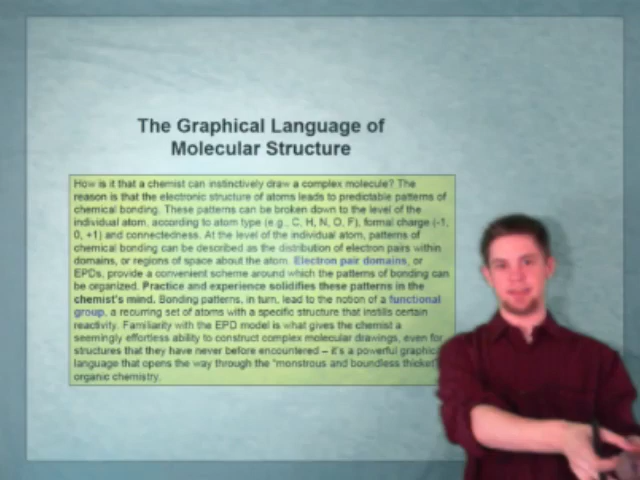 The Graphical Language of
Molecular Structure
How is it that a chemist can instinctively draw a complex molecule? The
reason is that the electronic structure of atoms leads to predictable patterns of
chemical bonding. These patterns can be broken down to the level of the
individual atom, according to atom type (e.g., C, H, N, O, F), formal charge (-1,
0, +1) and connectedness. At the level of the individual atom, patterns of
chemical bonding can be described as the distribution of electron pairs within
domains, or regions of space about the atom. Electron pair domains, or
EPDs, provide a convenient scheme around which the patterns of bonding can
be organized. Practice and experience solidifies these patterns in the
chemist's mind. Bonding patterns, in turn, lead to the notion of a functional
group, a recurring set of atoms with a specific structure that instills certain
reactivity. Familiarity with the EPD model is what gives the chemist a
seemingly effortless ability to construct complex molecular drawings, even for
structures that they have never before encountered – it's a powerful graphical
language that opens the way through the "monstrous and boundless thicket"
organic chemistry.